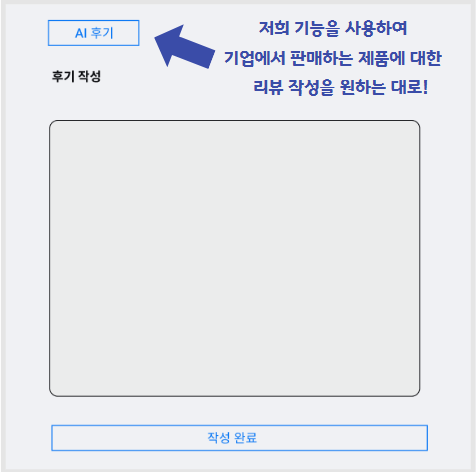 AI 후기
저희 기능을 사용하여
기업에서 판매하는 제품에 대한
리뷰 작성을 원하는 대로!
후기 작성
작성 완료